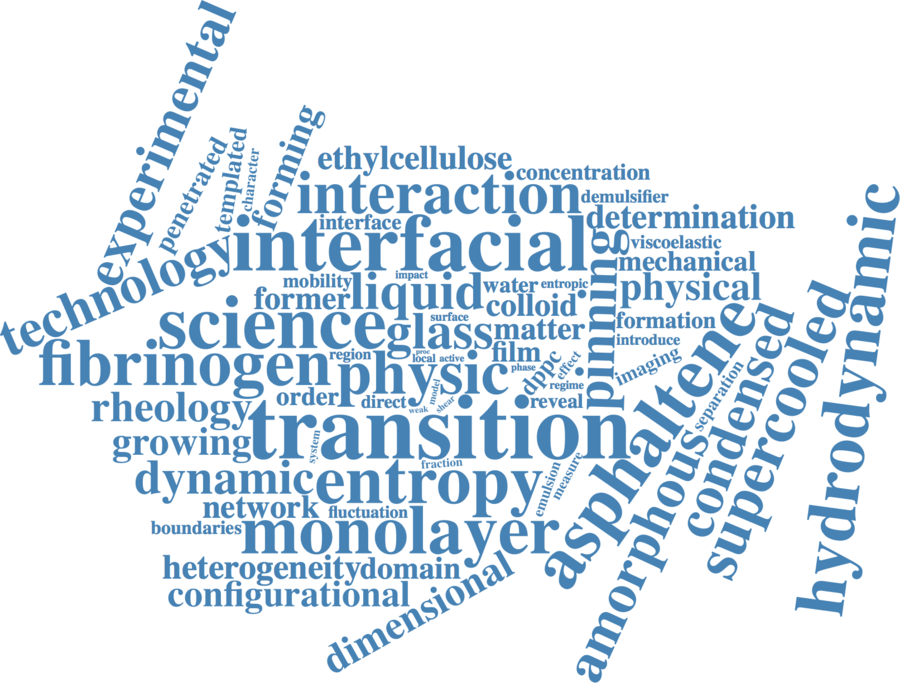 experimental
penetrated
templated
character
forming
technology
ethylcellulose
concentration
interaction
demulsifier
determination
interface
interfacial
viscoelastic
mechanical
pinning
mobility
impact
water
entropic
physical
former
liquid
colloid
science
surface
glass
matter
formation
introduce
fibrinogen
region
proc
local
active
film
phase
physic
dppc
effect
regime
imaging
model
order
direct
weak
shear
reveal
rheology
transition
growing
system
fraction
asphaltene
separation
condensed
supercooled
hydrodynamic
amorphous
dynamic
entropy
emulsion
measure
network
fluctuation
boundaries
monolayer
heterogeneity
domain
configurational
dimensional